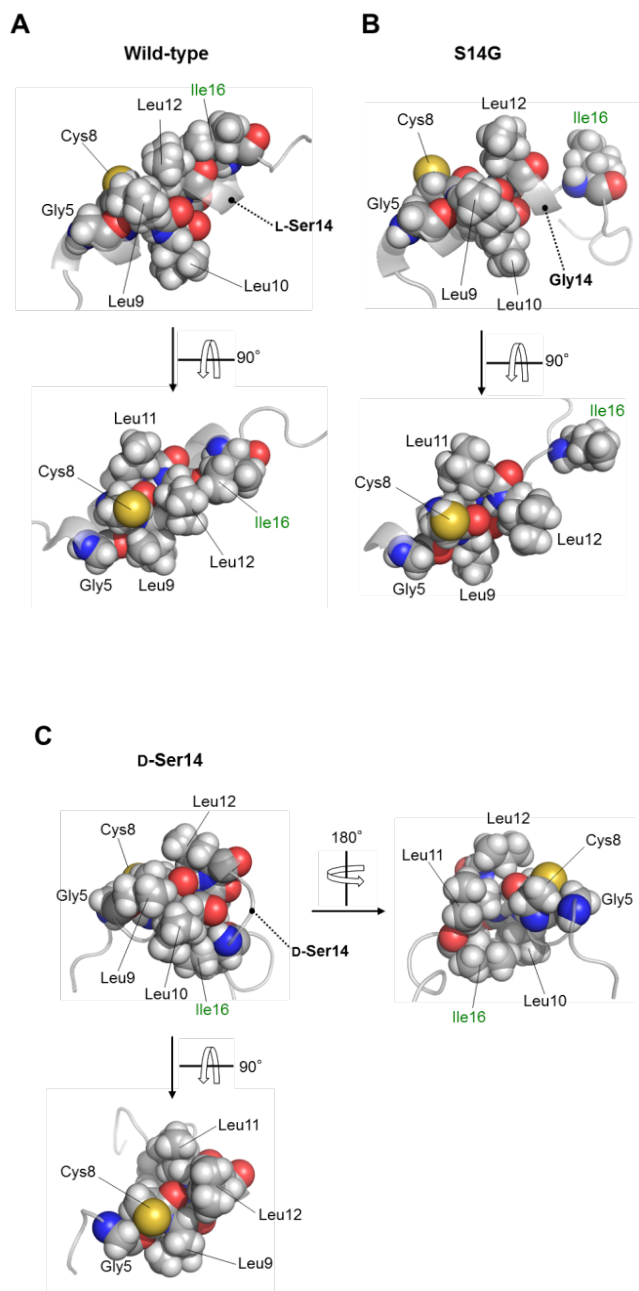 A
Wild-type
Ile16
Leu12
Cys8
Gly5
L-Ser14
Leu9
Leu10
90°
Leu11
Cys8
Ile16
Leu12
Gly5
Leu9
B
S14G
Leu12
Ile16
Cys8
Gly5
Leu9
Gly14
Leu10
90°
Ile16
Leu11
Cys8
Leu12
Gly5
Leu9
C
D-Ser14
Leu12
Cys8
Gly5
D-Ser14
Leu9
Leu10
Ile16
180°
Leu12
Cys8
Leu11
Gly5
Leu10
Ile16
90°
Leu11
Cys8
Leu12
Gly5
Leu9